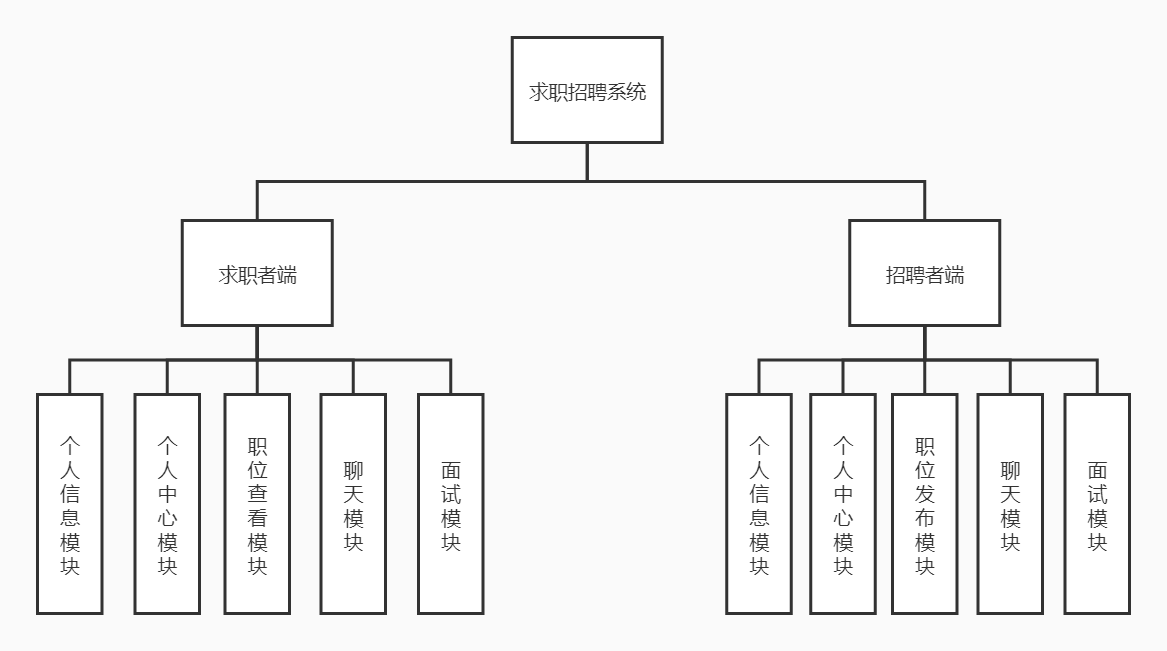 求职招聘系统
求职者端
招聘者端
个人信息模块
个人中心模块
职位查看模块
聊天模块
面试模块
个人信息模块
个人中心模块
职位发布模块
聊天模块
面试模块